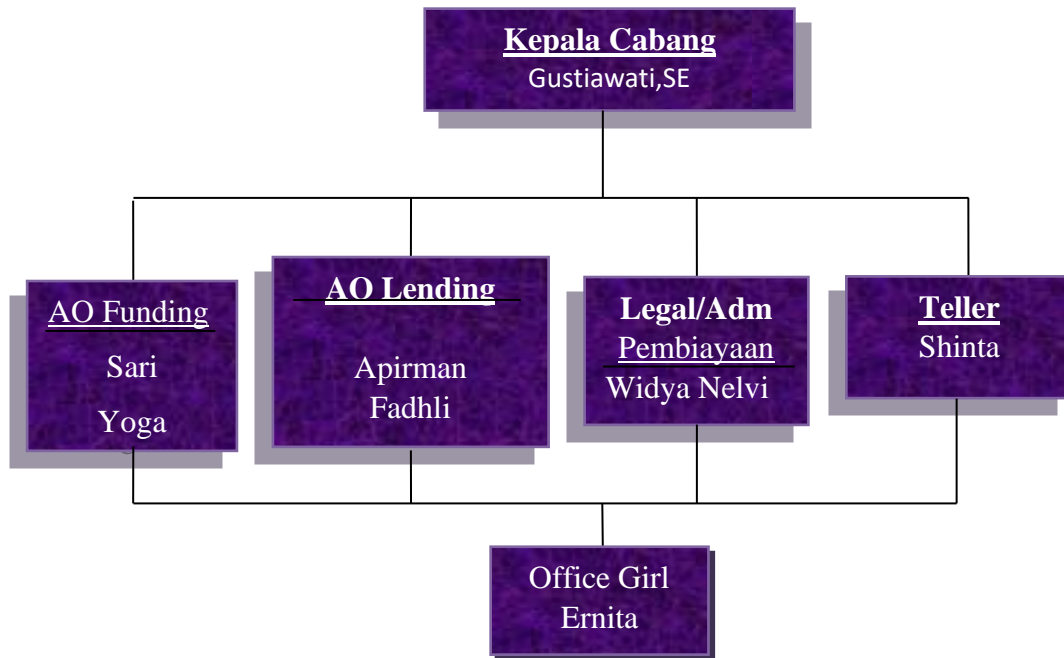 Kepala Cabang
Gustiawati,SE
AO Funding
Sari
Yoga
AO Lending
Apirman
Fadhli
Legal/Adm
Pembiayaan
Widya Nelvi
Teller
Shinta
Office Girl
Ernita